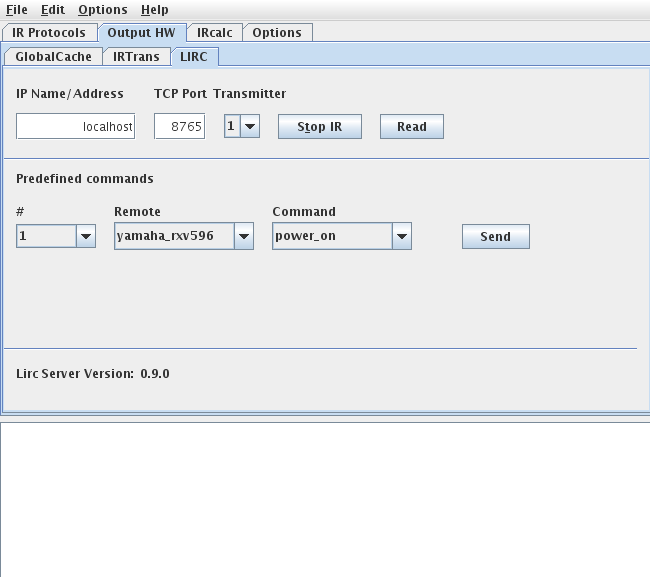 File Edit Options Help
IR Protocols Output HW IRcalc Options
GlobalCache IRTrans LIRC
IP Name/Address TCP Port Transmitter
localhost 8765 1 Stop IR Read
Predefined commands
# Remote Command
1 yamaha_rxv596 power_on Send
Lirc Server Version: 0.9.0